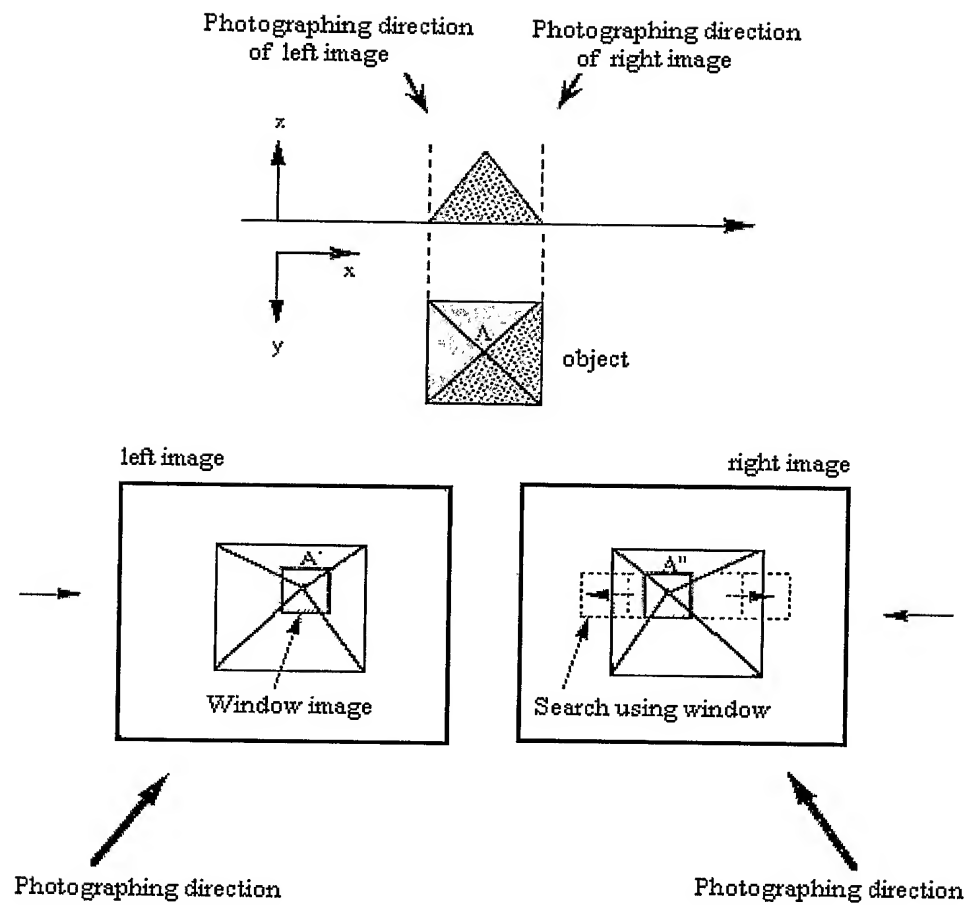 Photographing direction
of left image
Photographing direction
of right image
z
x
y
A
object
left image
right image
A'
A"
Window image
Search using window
Photographing direction
Photographing direction